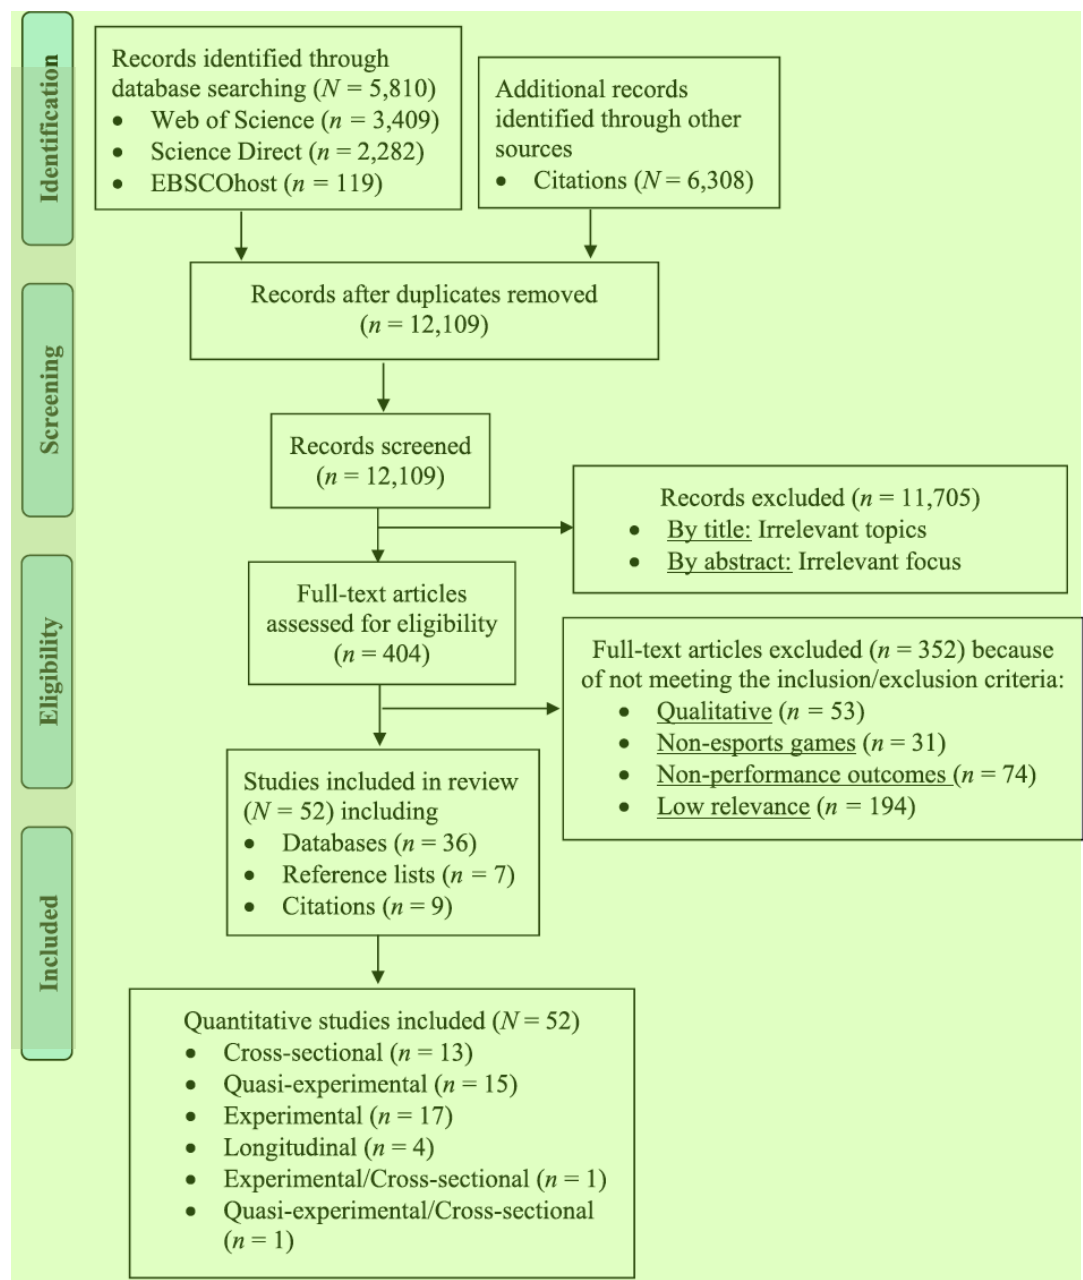 Identification
Records identified through
database searching (N = 5,810)
• Web of Science (n = 3,409)
• Science Direct (n = 2,282)
• EBSCOhost (n = 119)
Additional records
identified through other
sources
• Citations (N = 6,308)
Records after duplicates removed
(n = 12,109)
Screening
Records screened
(n = 12,109)
Records excluded (n = 11,705)
• By title: Irrelevant topics
• By abstract: Irrelevant focus
Eligibility
Full-text articles
assessed for eligibility
(n = 404)
Full-text articles excluded (n = 352) because
of not meeting the inclusion/exclusion criteria:
• Qualitative (n = 53)
• Non-esports games (n = 31)
• Non-performance outcomes (n = 74)
• Low relevance (n = 194)
Included
Studies included in review
(N = 52) including
• Databases (n = 36)
• Reference lists (n = 7)
• Citations (n = 9)
Quantitative studies included (N = 52)
• Cross-sectional (n = 13)
• Quasi-experimental (n = 15)
• Experimental (n = 17)
• Longitudinal (n = 4)
• Experimental/Cross-sectional (n = 1)
• Quasi-experimental/Cross-sectional
(n = 1)